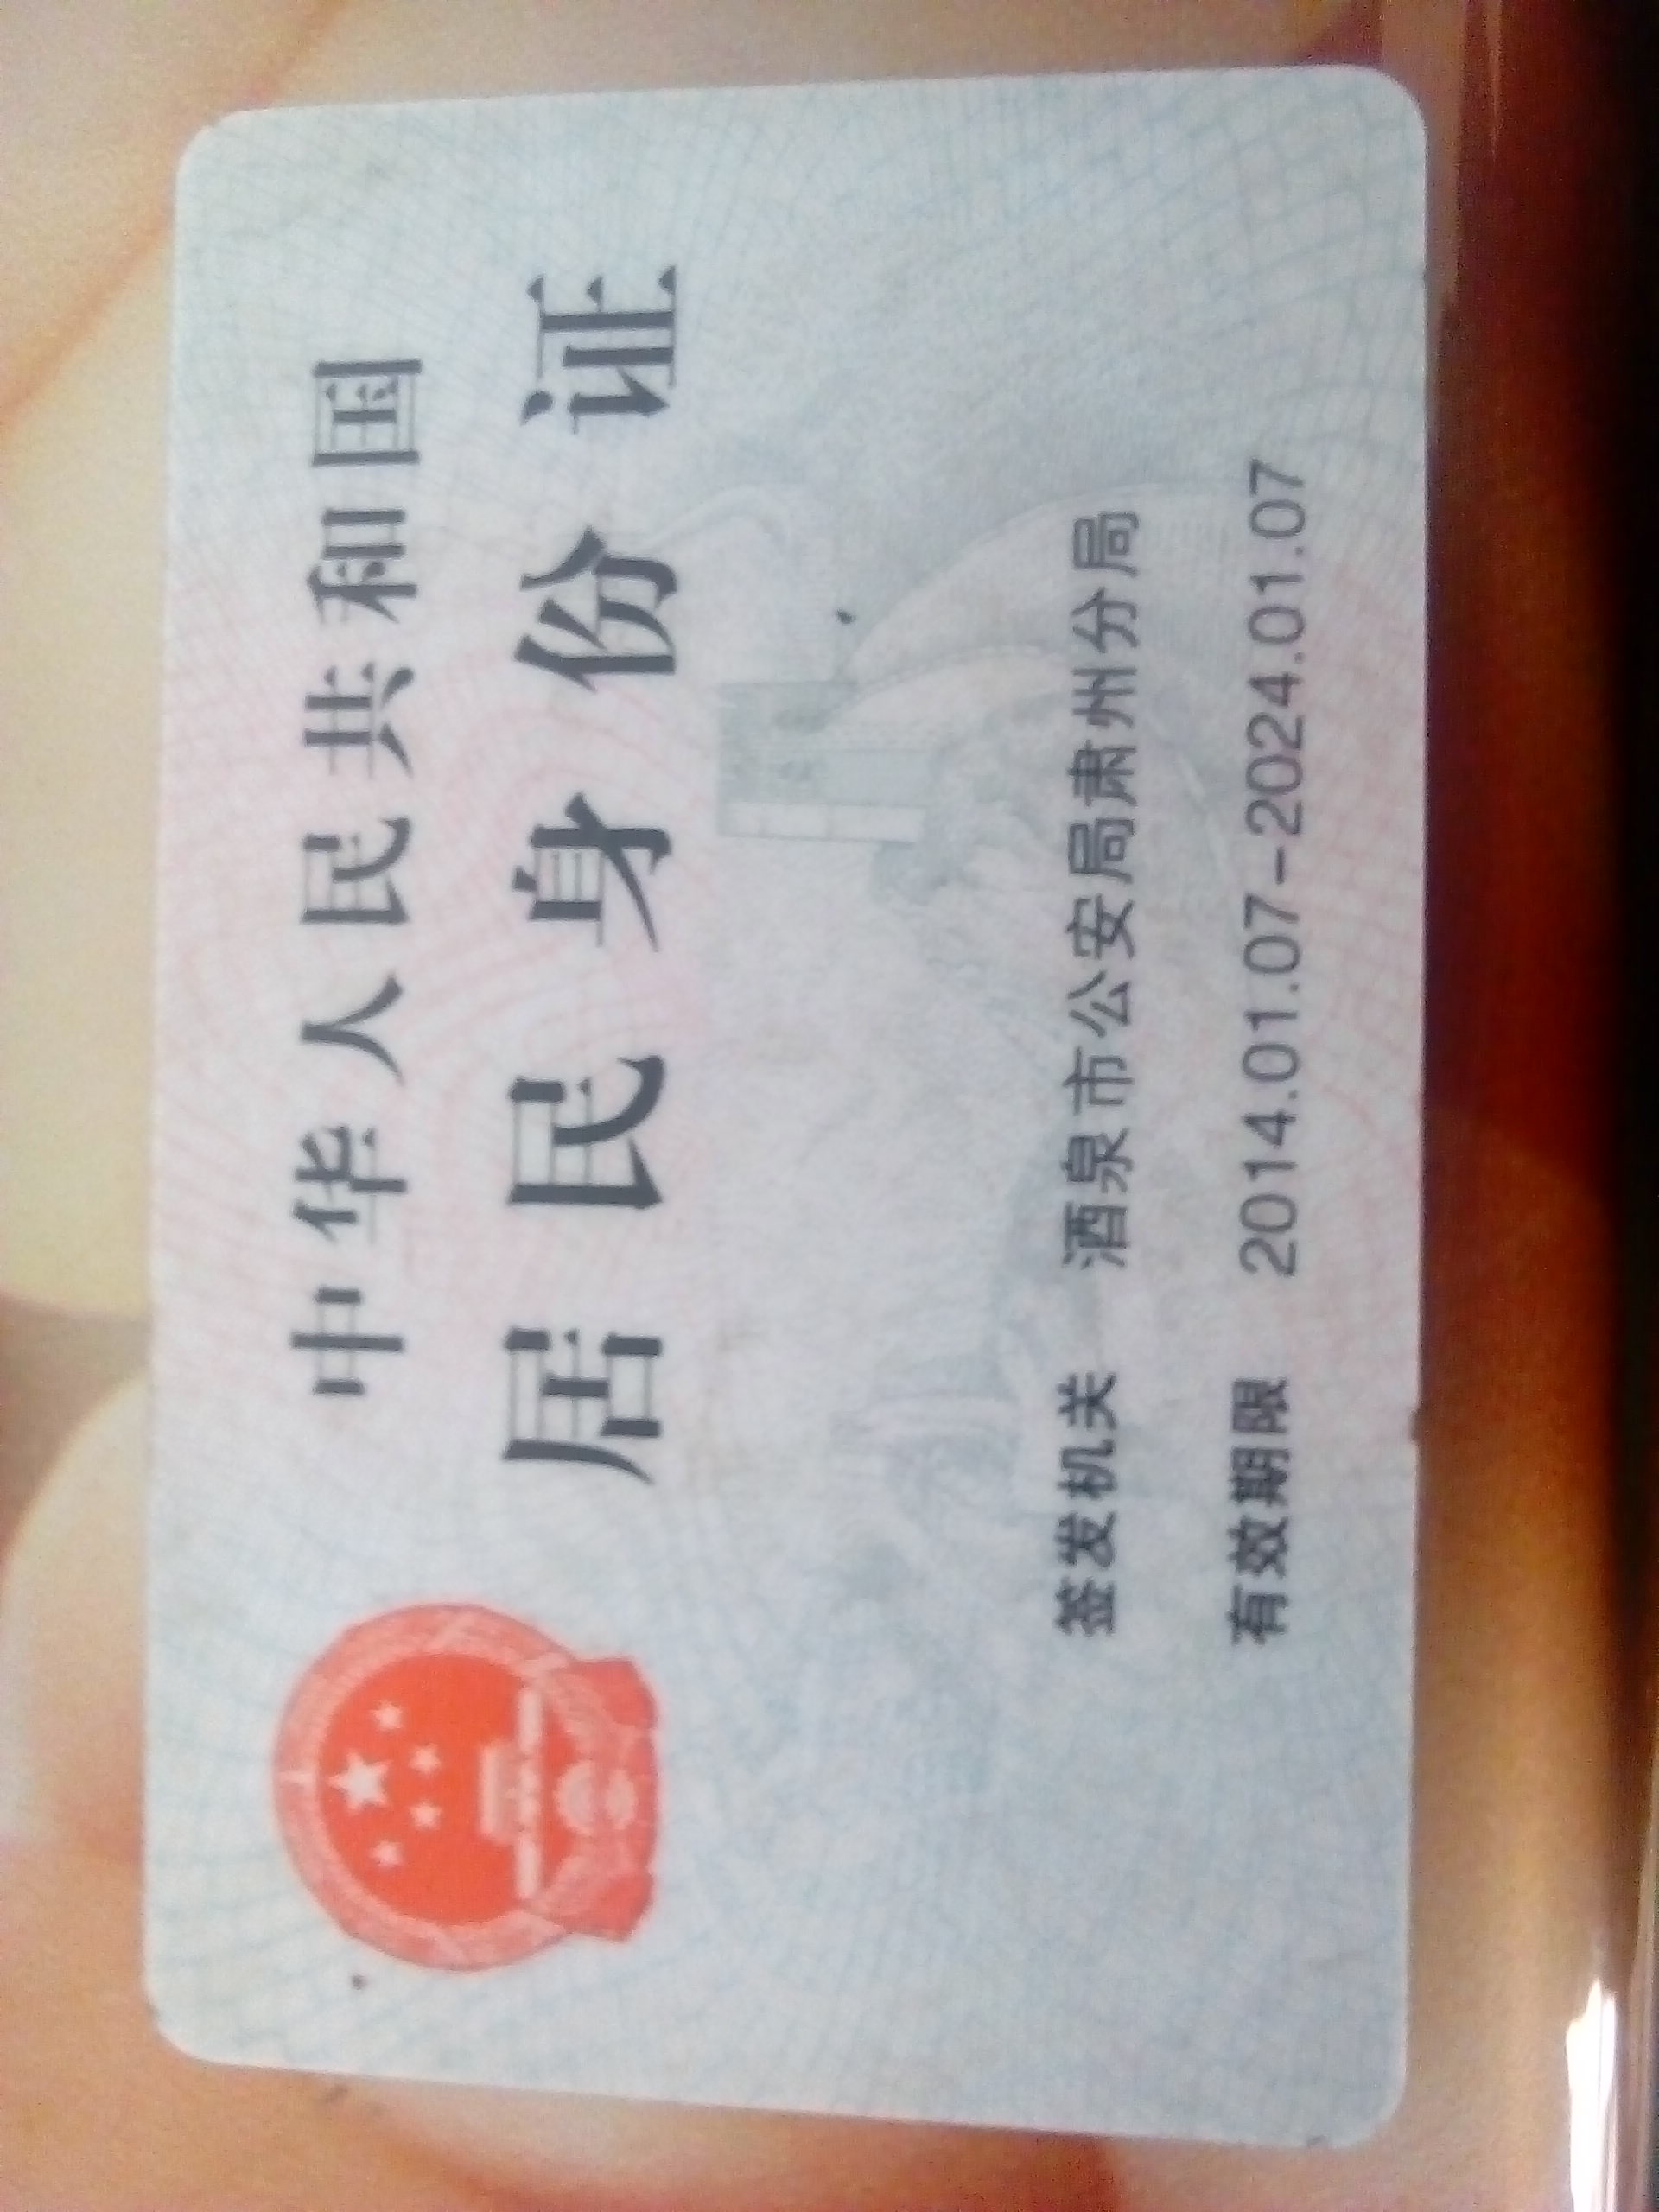 中华人民共和国
居民身份证
签发机关 酒泉市公安局肃州分局
有效期限 2014.01.07-2024.01.07